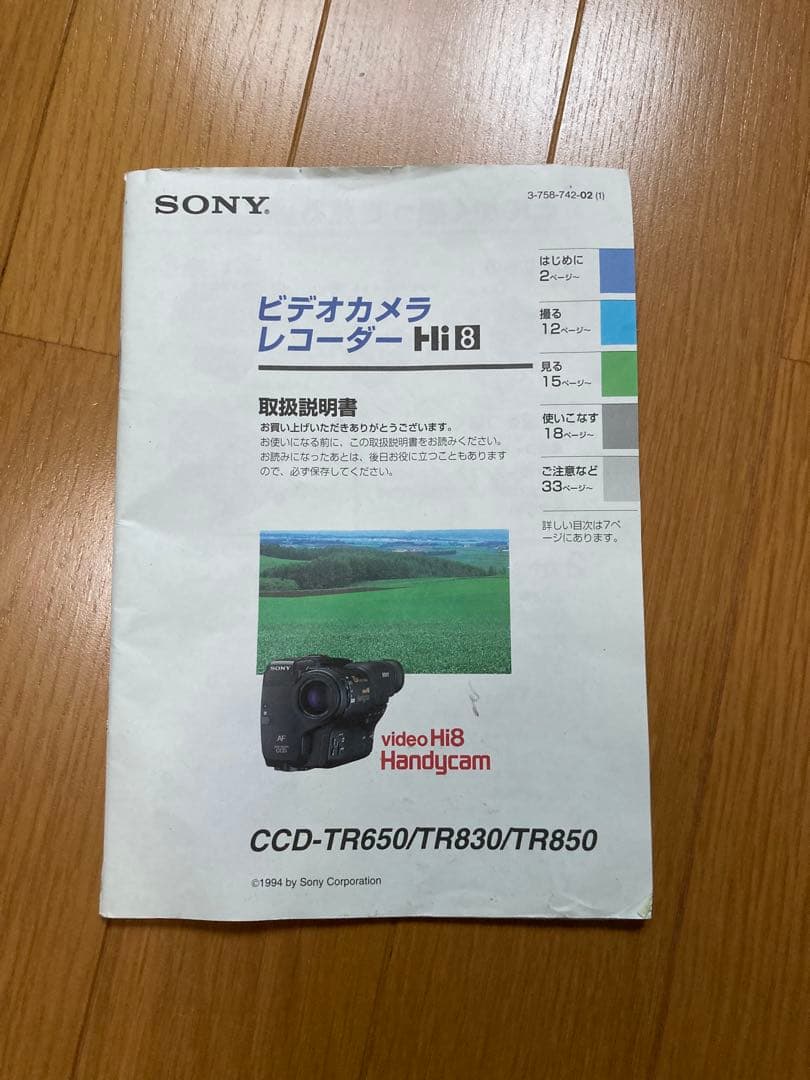 SONY®
3-758-742-02 (1)
はじめに
2ページ〜
撮る
12ページ〜
見る
15ページ〜
使いこなす
18ページ〜
ご注意など
33ページ〜
詳しい目次は7ペ
ージにあります。
ビデオカメラ
レコーダー Hi8
取扱説明書
お買い上げいただきありがとうございます。
お使いになる前に、この取扱説明書をお読みください。
お読みになったあとは、後日お役に立つこともあります
ので、必ず保存してください。
SONY
AF
CCD
video Hi8
Handycam
CCD-TR650/TR830/TR850
©1994 by Sony Corporation